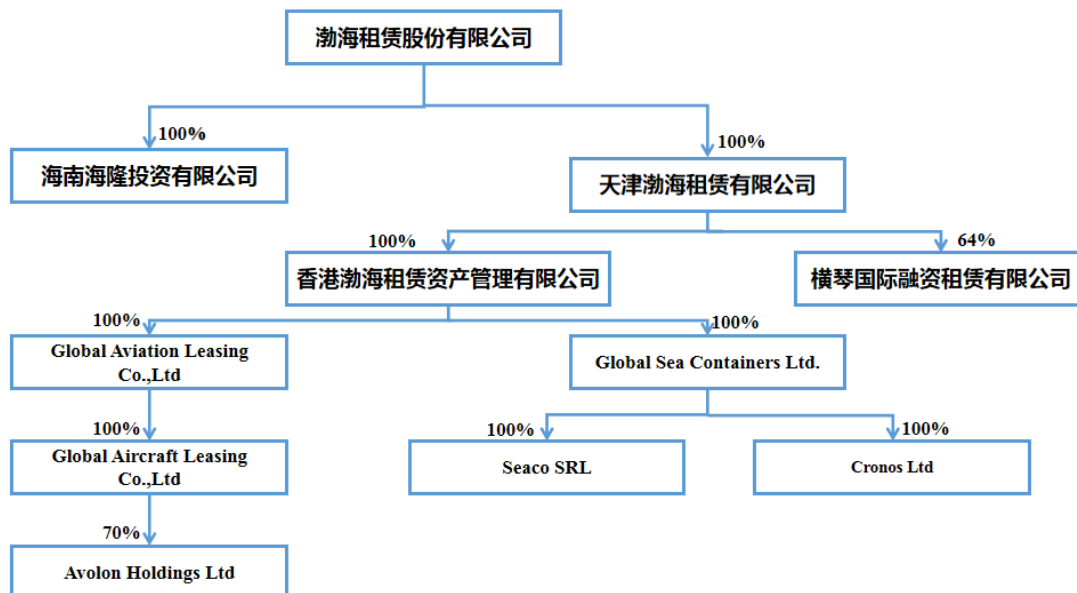 渤海租赁股份有限公司
100%
100%
海南海隆投资有限公司
天津渤海租赁有限公司
100%
64%
香港渤海租赁资产管理有限公司
横琴国际融资租赁有限公司
100%
100%
Global Aviation Leasing
Co.,Ltd
Global Sea Containers Ltd.
100%
100%
100%
Global Aircraft Leasing
Co.,Ltd
Seaco SRL
Cronos Ltd
70%
Avolon Holdings Ltd